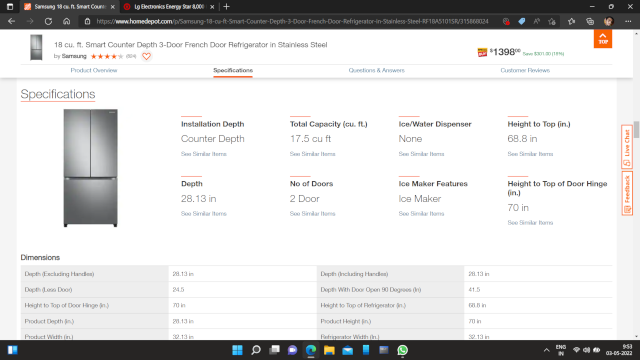 Samsung 18 cu. ft. Smart Count
Lg Electronics Energy Star 8,000
https://www.homedepot.com/p/Samsung-18-cu-ft-Smart-Counter-Depth-3-Door-French-Door-Refrigerator-in-Stainless-Steel-RF18A5101SR/315868024
18 cu. ft. Smart Counter Depth 3-Door French Door Refrigerator in Stainless Steel
by Samsung
$1398.00 Save $301.00 (18%)
TOP
Product Overview
Specifications
Questions & Answers
Customer Reviews
Specifications
Installation Depth
Counter Depth
See Similar Items
Total Capacity (cu. ft.)
17.5 cu ft
See Similar Items
Ice/Water Dispenser
None
See Similar Items
Height to Top (in.)
68.8 in
See Similar Items
Depth
28.13 in
See Similar Items
No of Doors
2 Door
See Similar Items
Ice Maker Features
Ice Maker
See Similar Items
Height to Top of Door Hinge
(in.)
70 in
See Similar Items
Live Chat
Feedback
Dimensions
Depth (Excluding Handles) 28.13 in Depth (Including Handles) 28.13 in
Depth (Less Door) 24.5 Depth With Door Open 90 Degrees (In) 41.5
Height to Top of Door Hinge (in.) 70 in Height to Top of Refrigerator (in.) 68.8 in
Product Depth (in.) 28.13 in Product Height (in.) 70 in
Product Width (in.) 32.13 in Refrigerator Width (In.)
ENG
IN
9:53
03-05-2022